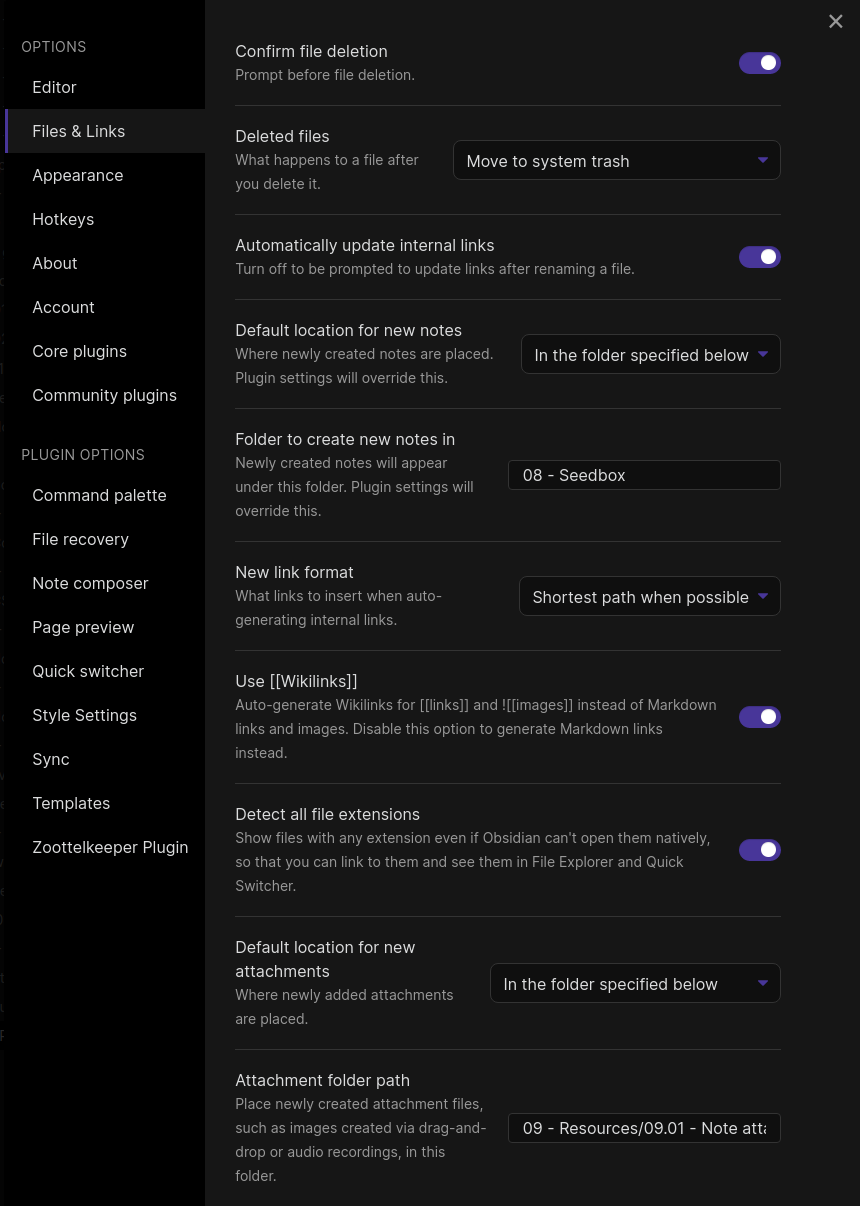 OPTIONS
Editor
Files & Links
Appearance
Hotkeys
About
Account
Core plugins
Community plugins
PLUGIN OPTIONS
Command palette
File recovery
Note composer
Page preview
Quick switcher
Style Settings
Sync
Templates
Zoottelkeeper Plugin
Confirm file deletion
Prompt before file deletion.
Deleted files
What happens to a file after
you delete it.
Move to system trash
Automatically update internal links
Turn off to be prompted to update links after renaming a file.
Default location for new notes
Where newly created notes are placed.
Plugin settings will override this.
In the folder specified below
Folder to create new notes in
Newly created notes will appear
under this folder. Plugin settings will
override this.
08 - Seedbox
New link format
What links to insert when auto-
generating internal links.
Shortest path when possible
Use [[Wikilinks]]
Auto-generate Wikilinks for [[links]] and ![[images]] instead of Markdown
links and images. Disable this option to generate Markdown links
instead.
Detect all file extensions
Show files with any extension even if Obsidian can't open them natively,
so that you can link to them and see them in File Explorer and Quick
Switcher.
Default location for new
attachments
Where newly added attachments
are placed.
In the folder specified below
Attachment folder path
Place newly created attachment files,
such as images created via drag-and-
drop or audio recordings, in this
folder.
09 - Resources/09.01 - Note